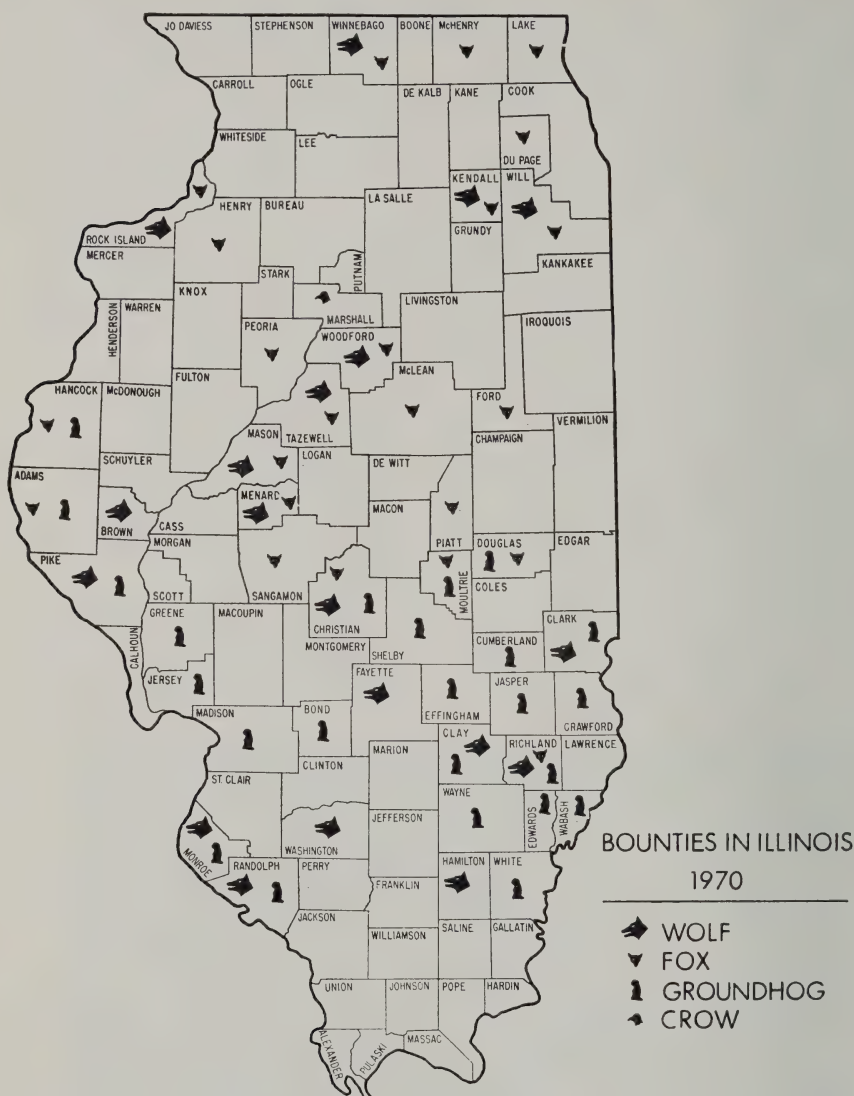 JO DAVIESS
STEPHENSON
WINNEBAGO
BOONE
McHENRY
LAKE
CARROLL
OGLE
DE KALB
KANE
COOK
WHITESIDE
LEE
DU PAGE
KENDALL
WILL
HENRY
BUREAU
LA SALLE
ROCK ISLAND
GRUNDY
MERCER
KANKAKEE
STARK
PUTNAM
KNOX
LIVINGSTON
HENDERSON
WARREN
MARSHALL
PEORIA
IROQUOIS
WOODFORD
FULTON
McLEAN
HANCOCK
McDONOUGH
FORD
VERMILION
MASON
TAZEWELL
CHAMPAIGN
SCHUYLER
LOGAN
DE WITT
ADAMS
MENARD
MACON
BROWN
CASS
PIATT
DOUGLAS
EDGAR
MORGAN
PIKE
MOULTRIE
COLES
SCOTT
SANGAMON
GREENE
MACOUPIN
CHRISTIAN
CLARK
CALHOUN
MONTGOMERY
SHELBY
CUMBERLAND
JERSEY
FAYETTE
JASPER
MADISON
BOND
EFFINGHAM
CRAWFORD
CLAY
RICHLAND
LAWRENCE
MARION
CLINTON
ST. CLAIR
WAYNE
EDWARDS
WABASH
JEFFERSON
WASHINGTON
MONROE
RANDOLPH
PERRY
HAMILTON
WHITE
FRANKLIN
JACKSON
WILLIAMSON
SALINE
GALLATIN
UNION
JOHNSON
POPE
HARDIN
ALEXANDER
PULASKI
MASSAC
BOUNTIES IN ILLINOIS
1970
WOLF
FOX
GROUNDHOG
CROW